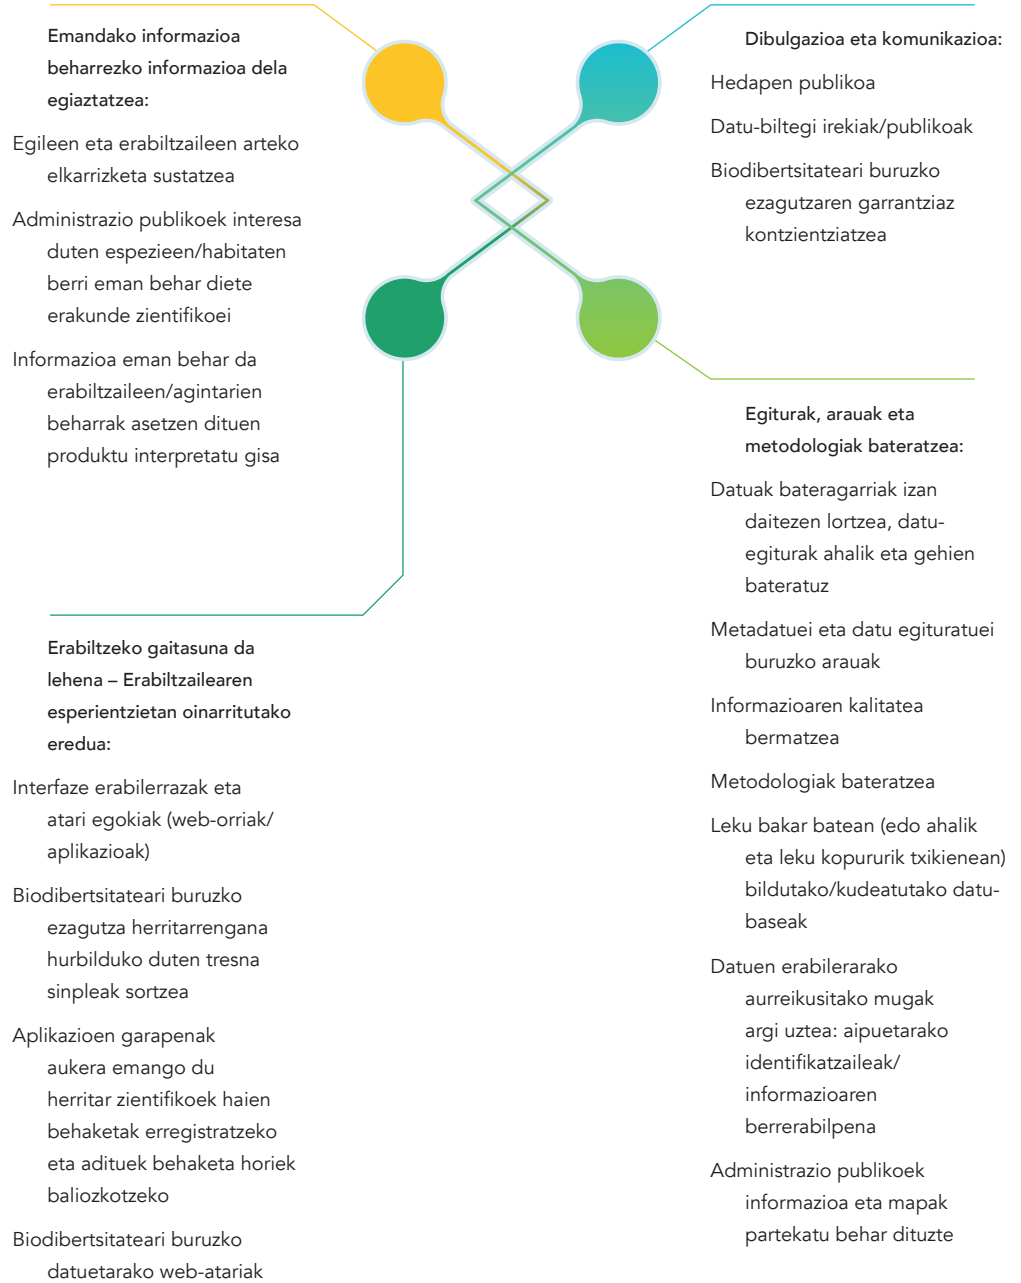 Emandako informazioa
beharrezko informazioa dela
egiaztatzea:
Egileen eta erabiltzaileen arteko
elkarrizketa sustatzea
Administrazio publikoek interesa
duten espezieen/habitaten
berri eman behar diete
erakunde zientifikoei
Informazioa eman behar da
erabiltzaileen/agintarien
beharrak asetzen dituen
produktu interpretatu gisa
Dibulgazioa eta komunikazioa:
Hedapen publikoa
Datu-biltegi irekiak/publikoak
Biodibertsitateari buruzko
ezagutzaren garrantziaz
kontzientziatzea
Erabiltzeko gaitasuna da
lehena – Erabiltzailearen
esperientzietan oinarritutako
eredua:
Interfaze erabilerrazak eta
atari egokiak (web-orriak/
aplikazioak)
Biodibertsitateari buruzko
ezagutza herritarrengana
hurbilduko duten tresna
sinpleak sortzea
Aplikazioen garapenak
aukera emango du
herritar zientifikoek haien
behaketak erregistratzeko
eta adituek behaketa horiek
baliozkotzeko
Biodibertsitateari buruzko
datuetarako web-atariak
Egiturak, arauak eta
metodologiak bateratzea:
Datuak bateragarriak izan
daitezen lortzea, datu-
egiturak ahalik eta gehien
bateratuz
Metadatuei eta datu egituratuei
buruzko arauak
Informazioaren kalitatea
bermatzea
Metodologiak bateratzea
Leku bakar batean (edo ahalik
eta leku kopururik txikienean)
bildutako/kudeatutako datu-
baseak
Datuen erabilerarako
aurreikusitako mugak
argi uztea: aipuetarako
identifikatzaileak/
informazioaren
berrerabilpena
Administrazio publikoek
informazioa eta mapak
partekatu behar dituzte